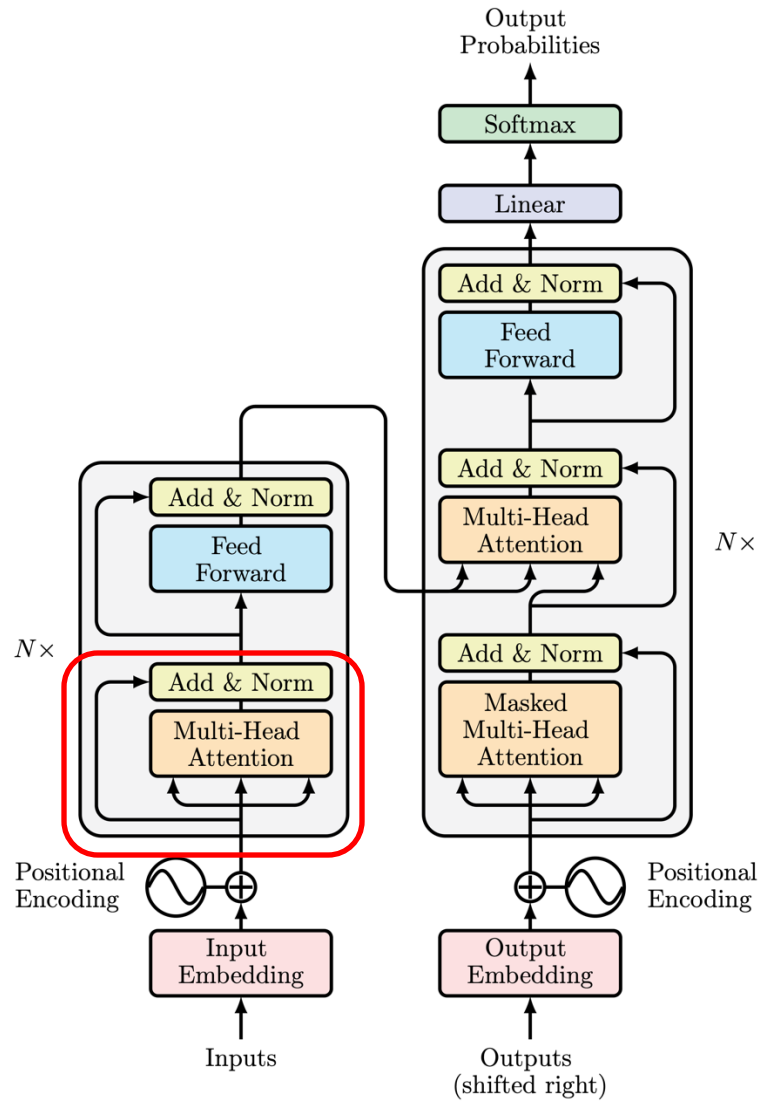 Output
Probabilities
Softmax
Linear
Add & Norm
Feed
Forward
Add & Norm
Multi-Head
Attention
N×
Add & Norm
Masked
Multi-Head
Attention
Add & Norm
Feed
Forward
N×
Add & Norm
Multi-Head
Attention
Positional
Encoding
Positional
Encoding
Input
Embedding
Output
Embedding
Inputs
Outputs
(shifted right)